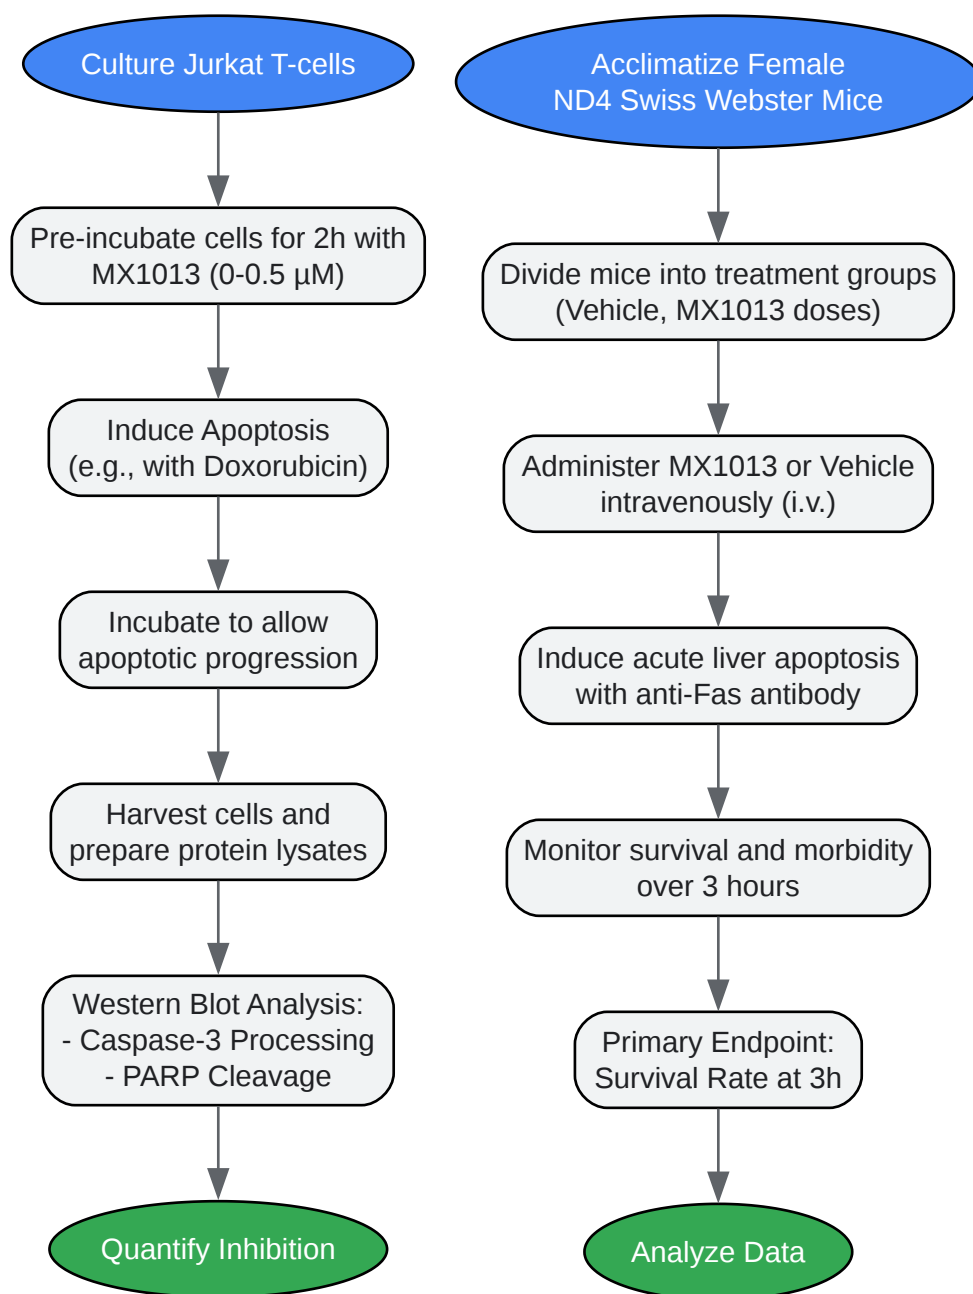 Culture Jurkat T-cells
Pre-incubate cells for 2h with
MX1013 (0-0.5 µM)
Induce Apoptosis
(e.g., with Doxorubicin)
Incubate to allow
apoptotic progression
Harvest cells and
prepare protein lysates
Western Blot Analysis:
- Caspase-3 Processing
- PARP Cleavage
Quantify Inhibition
Acclimatize Female
ND4 Swiss Webster Mice
Divide mice into treatment groups
(Vehicle, MX1013 doses)
Administer MX1013 or Vehicle
intravenously (i.v.)
Induce acute liver apoptosis
with anti-Fas antibody
Monitor survival and morbidity
over 3 hours
Primary Endpoint:
Survival Rate at 3h
Analyze Data